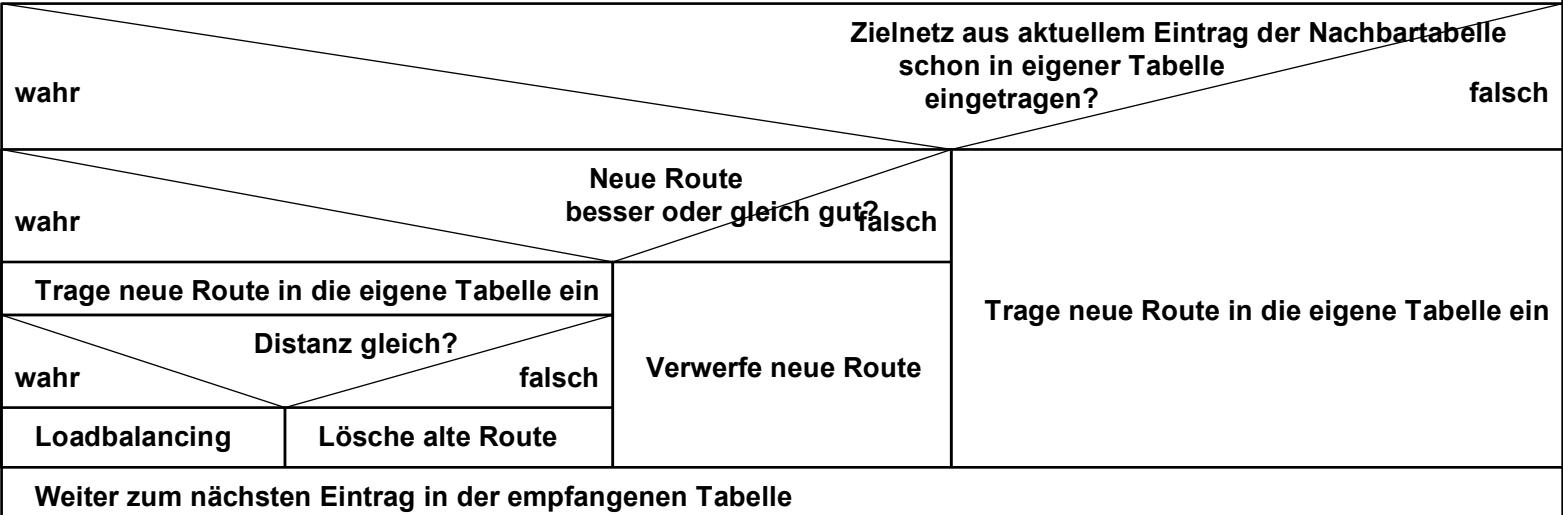 Zielnetz aus aktuellem Eintrag der Nachbartabelle
schon in eigener Tabelle
eingetragen?
wahr
falsch
Neue Route
besser oder gleich gut?
wahr
falsch
Trage neue Route in die eigene Tabelle ein
Distanz gleich?
wahr
falsch
Loadbalancing
Lösche alte Route
Verwerfe neue Route
Trage neue Route in die eigene Tabelle ein
Weiter zum nächsten Eintrag in der empfangenen Tabelle